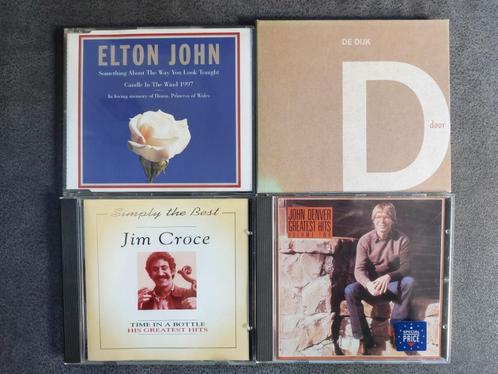 ELTON JOHN
Something About The Way You Look Tonight
Candle In The Wind 1997
In loving memory of Diana, Princess of Wales
DE DIJK
D
door
Simply the Best
Jim Croce
TIME IN A BOTTLE
HIS GREATEST HITS
JOHN DENVER
GREATEST HITS
VOLUME TWO
SPECIAL
PRICE